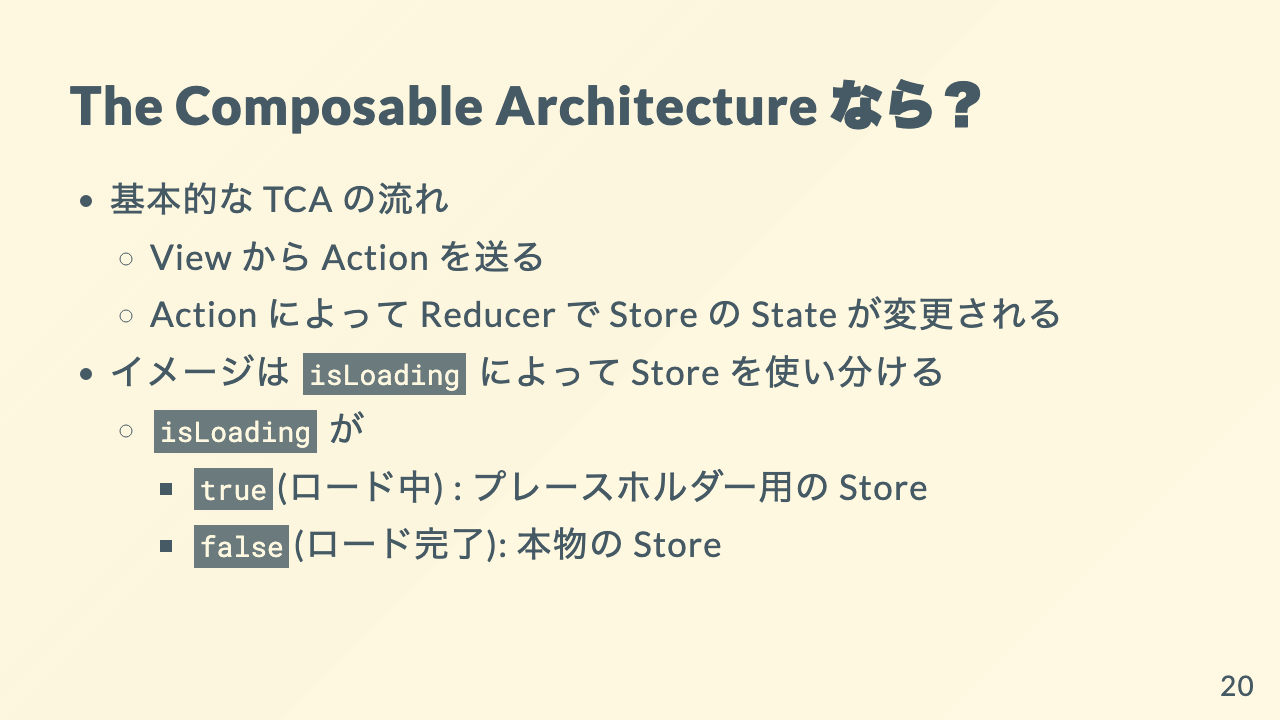 The Composable Architecture なら？
基本的な TCA の流れ
View から Action を送る
Action によって Reducer で Store の State が変更される
イメージは isLoading によって Store を使い分ける
isLoading が
true(ロード中) : プレースホルダー用の Store
false(ロード完了): 本物の Store
20